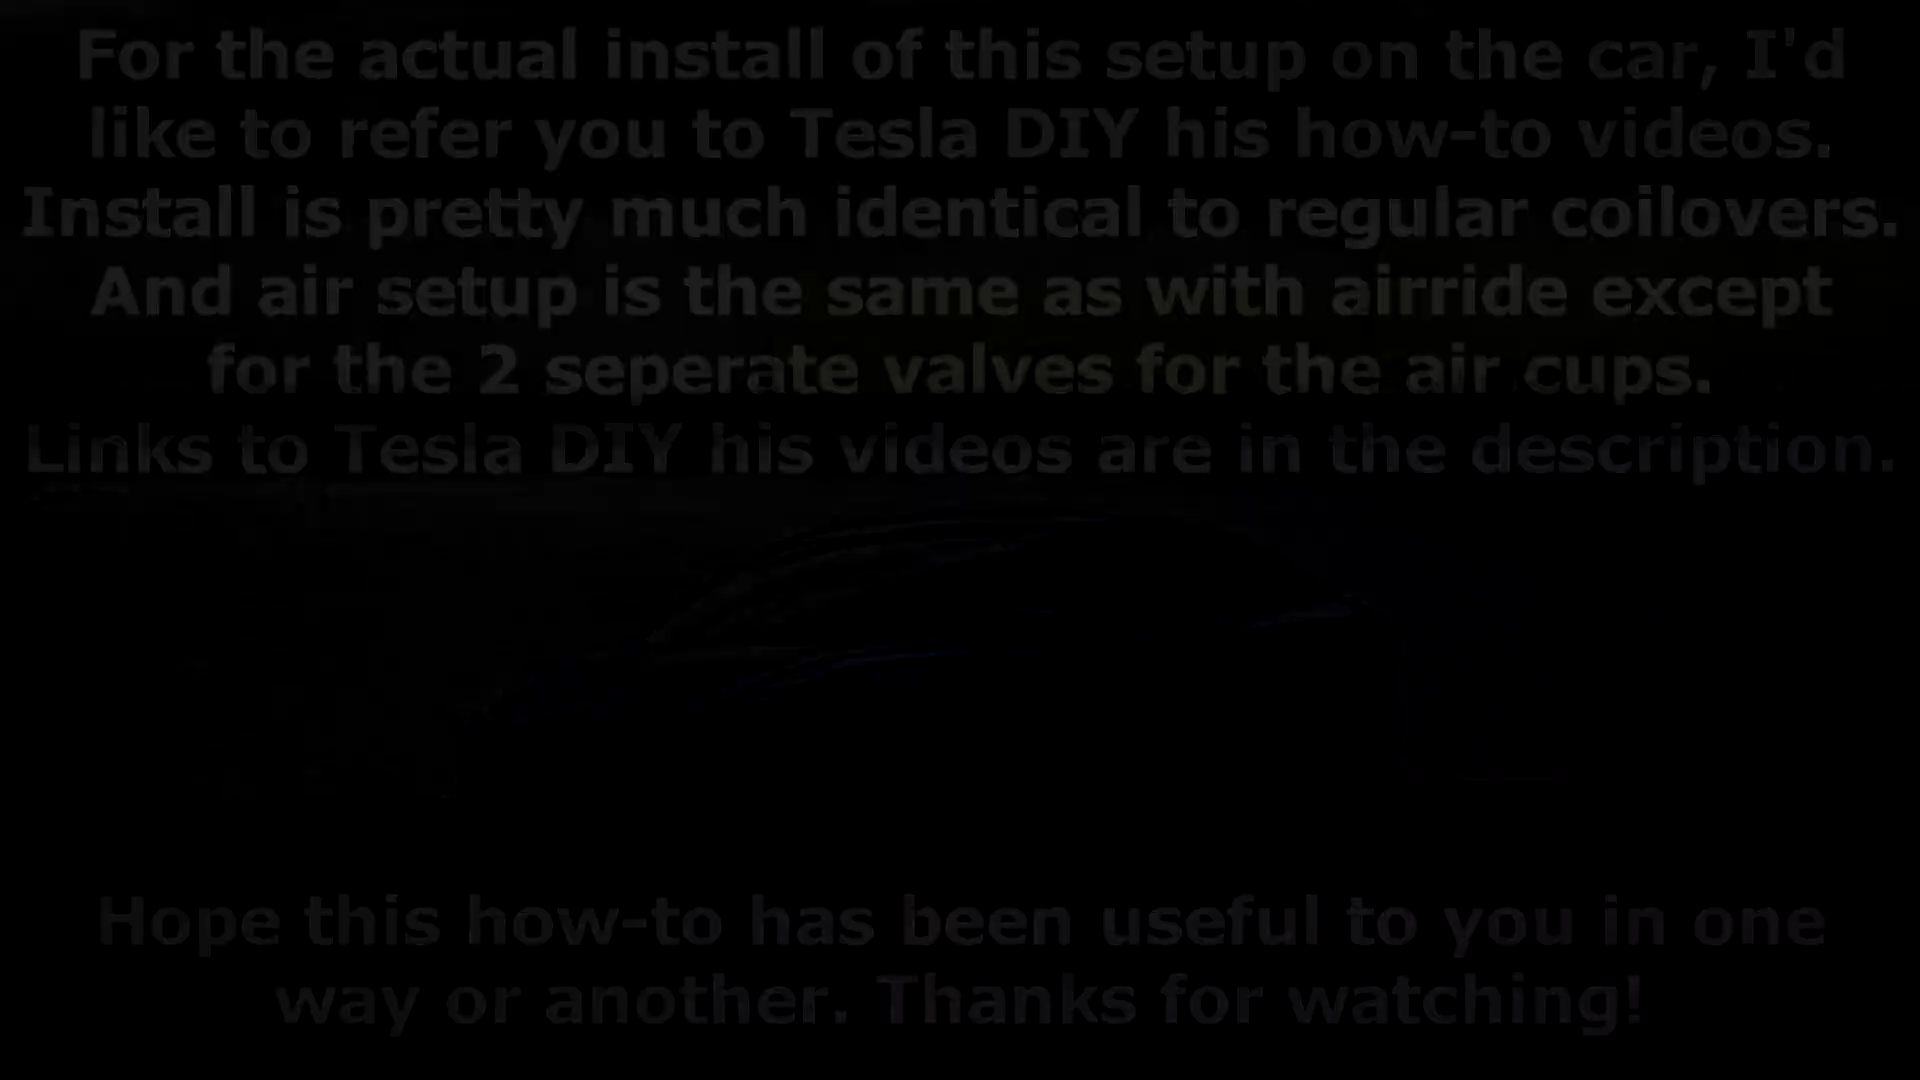 For the actual install of this setup on the car, I'd
like to refer you to Tesla DIY his how-to videos.
Install is pretty much identical to regular coilovers.
And air setup is the same as with airride except
for the 2 seperate valves for the air cups.
Links to Tesla DIY his videos are in the description.
Hope this how-to has been useful to you in one
way or another. Thanks for watching!